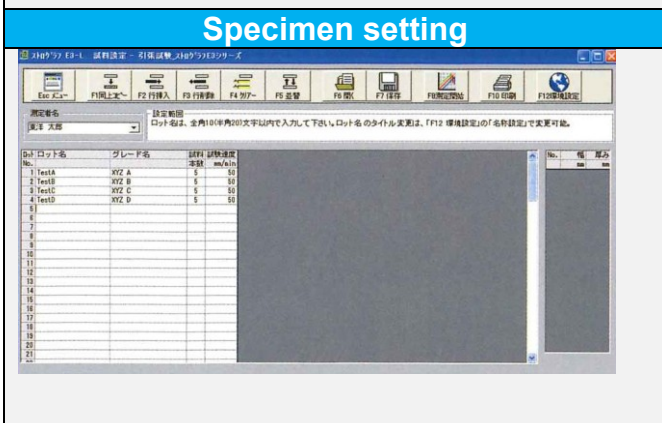 Specimen setting
ｽﾄﾛｸﾞﾗﾌ E3-L 試料設定 - 引張試験_ｽﾄﾛｸﾞﾗﾌE3シリーズ
Esc ﾒﾆｭｰ F1同上ｺﾋﾟｰ F2 行挿入 F3 行削除 F4 ｸﾘｱｰ F5 並替 F6 開く F7 保存 F8測定開始 F10 印刷 F12環境設定
測定者名 設定範囲
東洋 太郎 ロット名は、全角10(半角20)文字以内で入力して下さい。ロット名 のタイトル変更は、「F12 環境設定」の「名称設定」で変更可能。
ﾛｯﾄ ロット名 グレード名 試料 試験速度 No. 幅 厚み
No. 本数 mm/min mm mm
1 TestA XYZ A 5 50
2 TestB XYZ B 5 50
3 TestC XYZ C 5 50
4 TestD XYZ D 5 50
5
6
7
8
9
10
11
12
13
14
15
16
17
18
19
20
21